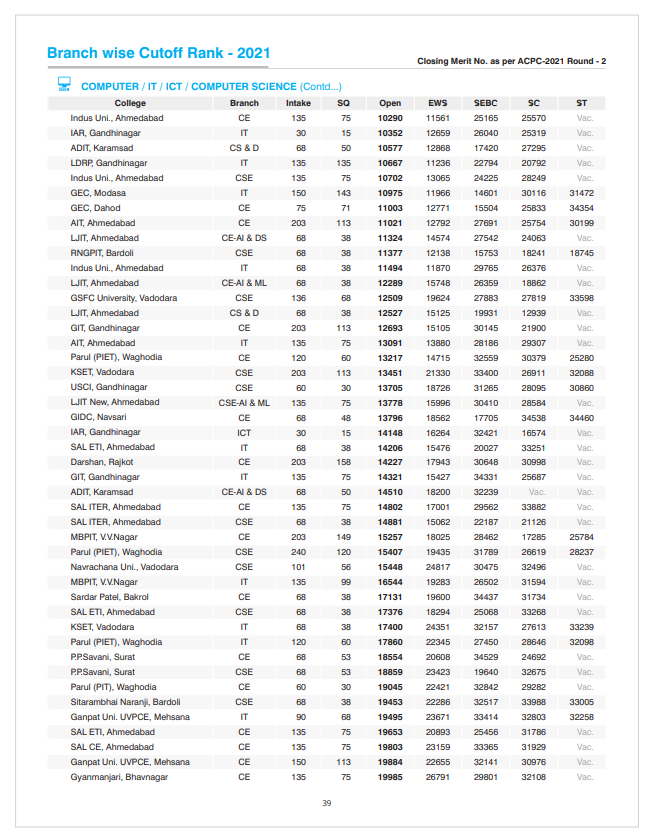 Branch wise Cutoff Rank - 2021
Closing Merit No. as per ACPC-2021 Round - 2
COMPUTER / IT / ICT / COMPUTER SCIENCE (Contd...)
College Branch Intake SQ Open EWS SEBC SC ST
Indus Uni., Ahmedabad CE 135 75 10290 11561 25165 25570 Vac.
IAR, Gandhinagar IT 30 15 10352 12659 26040 25319 Vac.
ADIT, Karamsad CS & D 68 50 10577 12868 17420 27295 Vac.
LDRP, Gandhinagar IT 135 135 10667 11236 22794 20792 Vac.
Indus Uni., Ahmedabad CSE 135 75 10702 13065 24225 28249 Vac.
GEC, Modasa IT 150 143 10975 11966 14601 30116 31472
GEC, Dahod CE 75 71 11003 12771 15504 25833 34354
AIT, Ahmedabad CE 203 113 11021 12792 27691 25754 30199
LJIT, Ahmedabad CE-AI & DS 68 38 11324 14574 27542 24063 Vac.
RNGPIT, Bardoli CSE 68 38 11377 12138 15753 18241 18745
Indus Uni., Ahmedabad IT 68 38 11494 11870 29765 26376 Vac.
LJIT, Ahmedabad CE-AI & ML 68 38 12289 15748 26359 18862 Vac.
GSFC University, Vadodara CSE 136 68 12509 19624 27883 27819 33598
LJIT, Ahmedabad CS & D 68 38 12527 15125 19931 12939 Vac.
GIT, Gandhinagar CE 203 113 12693 15105 30145 21900 Vac.
AIT, Ahmedabad IT 135 75 13091 13880 28186 29307 Vac.
Parul (PIET), Waghodia CE 120 60 13217 14715 32559 30379 25280
KSET, Vadodara CSE 203 113 13451 21330 33400 26911 32088
USCI, Gandhinagar CSE 60 30 13705 18726 31265 28095 30860
LJIT New, Ahmedabad CSE-AI & ML 135 75 13778 15996 30410 28584 Vac.
GIDC, Navsari CE 68 48 13796 18562 17705 34538 34460
IAR, Gandhinagar ICT 30 15 14148 16264 32421 16574 Vac.
SAL ETI, Ahmedabad IT 68 38 14206 15476 20027 33251 Vac.
Darshan, Rajkot CE 203 158 14227 17943 30648 30998 Vac.
GIT, Gandhinagar IT 135 75 14321 15427 34331 25687 Vac.
ADIT, Karamsad CE-AI & DS 68 50 14510 18200 32239 Vac. Vac.
SAL ITER, Ahmedabad CE 135 75 14802 17001 29562 33882 Vac.
SAL ITER, Ahmedabad CSE 68 38 14881 15062 22187 21126 Vac.
MBPIT, V.V.Nagar CE 203 149 15257 18025 28462 17285 25784
Parul (PIET), Waghodia CSE 240 120 15407 19435 31789 26619 28237
Navrachana Uni., Vadodara CSE 101 56 15448 24817 30475 32496 Vac.
MBPIT, V.V.Nagar IT 135 99 16544 19283 26502 31594 Vac.
Sardar Patel, Bakrol CE 68 38 17131 19600 34437 31734 Vac.
SAL ETI, Ahmedabad CSE 68 38 17376 18294 25068 33268 Vac.
KSET, Vadodara IT 68 38 17400 24351 32157 27613 33239
Parul (PIET), Waghodia IT 120 60 17860 22345 27450 28646 32098
P.P.Savani, Surat CE 68 53 18554 20608 34529 24692 Vac.
P.P.Savani, Surat CSE 68 53 18859 23423 19640 32675 Vac.
Parul (PIT), Waghodia CE 60 30 19045 22421 32842 29282 Vac.
Sitarambhai Naranji, Bardoli CSE 68 38 19453 22286 32517 33988 33005
Ganpat Uni. UVPCE, Mehsana IT 90 68 19495 23671 33414 32803 32258
SAL ETI, Ahmedabad CE 135 75 19653 20893 25456 31786 Vac.
SAL CE, Ahmedabad CE 135 75 19803 23159 33365 31929 Vac.
Ganpat Uni. UVPCE, Mehsana CE 150 113 19884 22655 32141 30976 Vac.
Gyanmanjari, Bhavnagar CE 135 75 19985 26791 29801 32108 Vac.
39